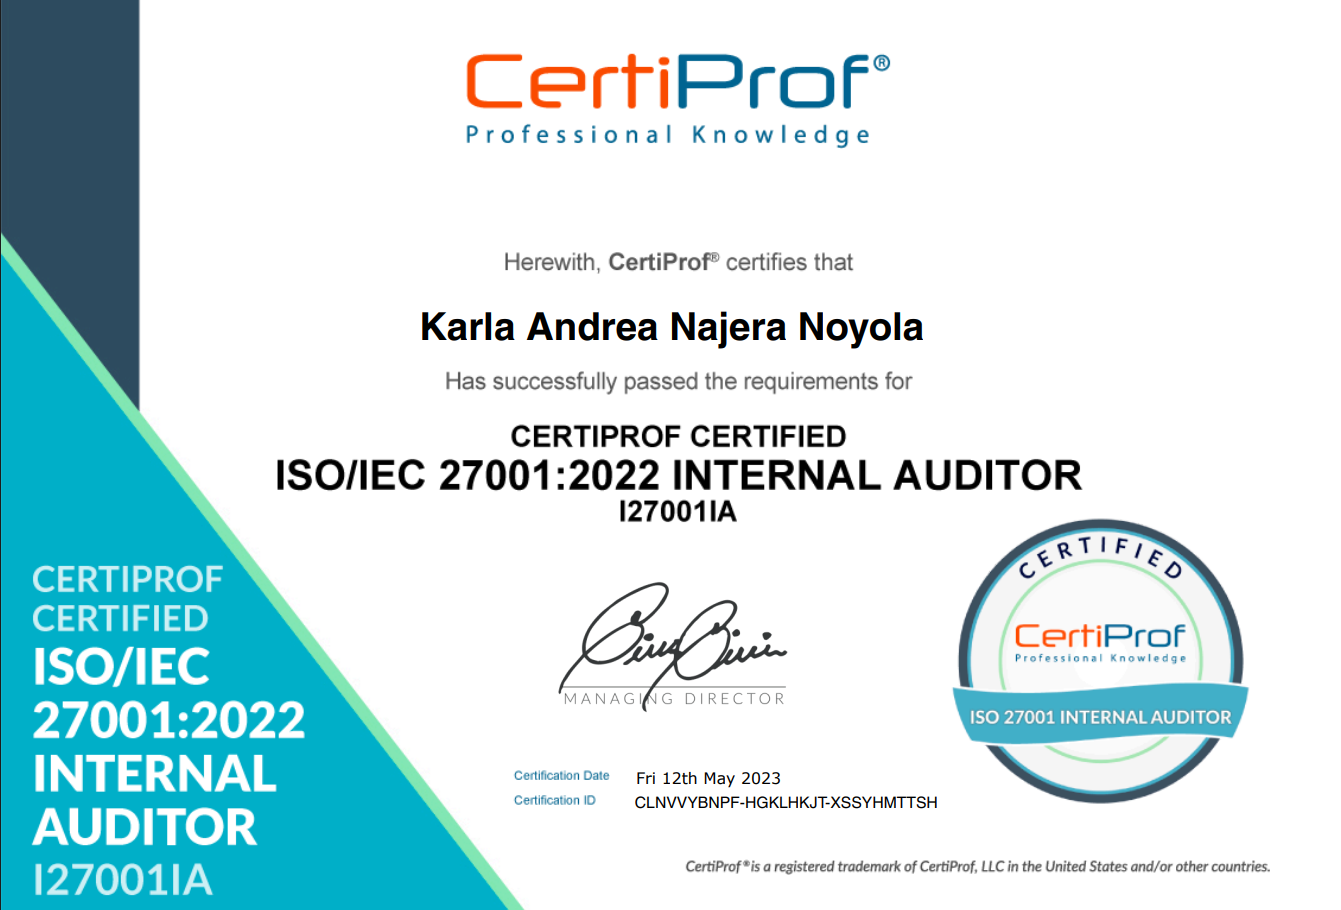 CertiProf®
Professional Knowledge
Herewith, CertiProf® certifies that
Karla Andrea Najera Noyola
Has successfully passed the requirements for
CERTIPROF CERTIFIED
ISO/IEC 27001:2022 INTERNAL AUDITOR
I27001IA
MANAGING DIRECTOR
Certification Date Fri 12th May 2023
Certification ID CLNVVYBNPF-HGKLHKJT-XSSYHMTTSH
CERTIPROF
CERTIFIED
ISO/IEC
27001:2022
INTERNAL
AUDITOR
I27001IA
CERTIFIED
CertiProf
Professional Knowledge
ISO 27001 INTERNAL AUDITOR
CertiProf® is a registered trademark of CertiProf, LLC in the United States and/or other countries.